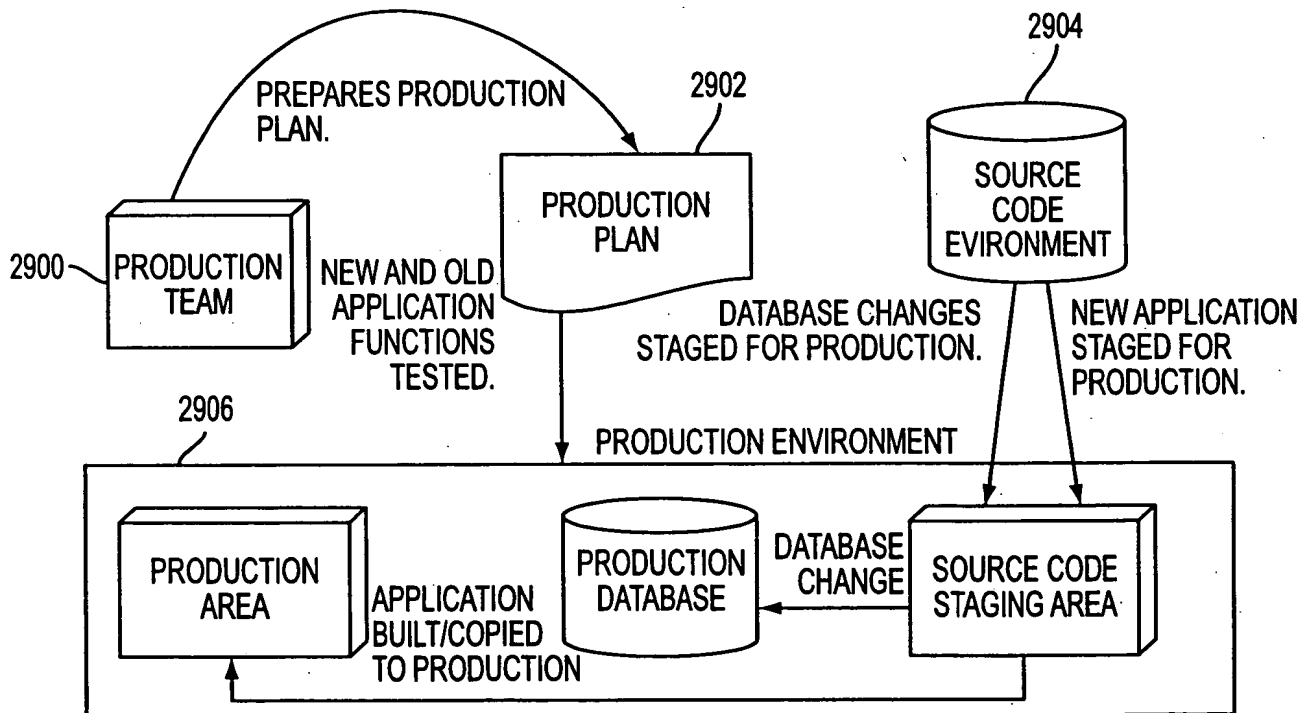 2904
2902
PREPARES PRODUCTION
PLAN.
SOURCE
CODE
EVIRONMENT
PRODUCTION
PLAN
2900
PRODUCTION
TEAM
NEW AND OLD
APPLICATION
FUNCTIONS
TESTED.
DATABASE CHANGES
STAGED FOR PRODUCTION.
NEW APPLICATION
STAGED FOR
PRODUCTION.
2906
PRODUCTION ENVIRONMENT
PRODUCTION
AREA
APPLICATION
BUILT/COPIED
TO PRODUCTION
PRODUCTION
DATABASE
DATABASE
CHANGE
SOURCE CODE
STAGING AREA